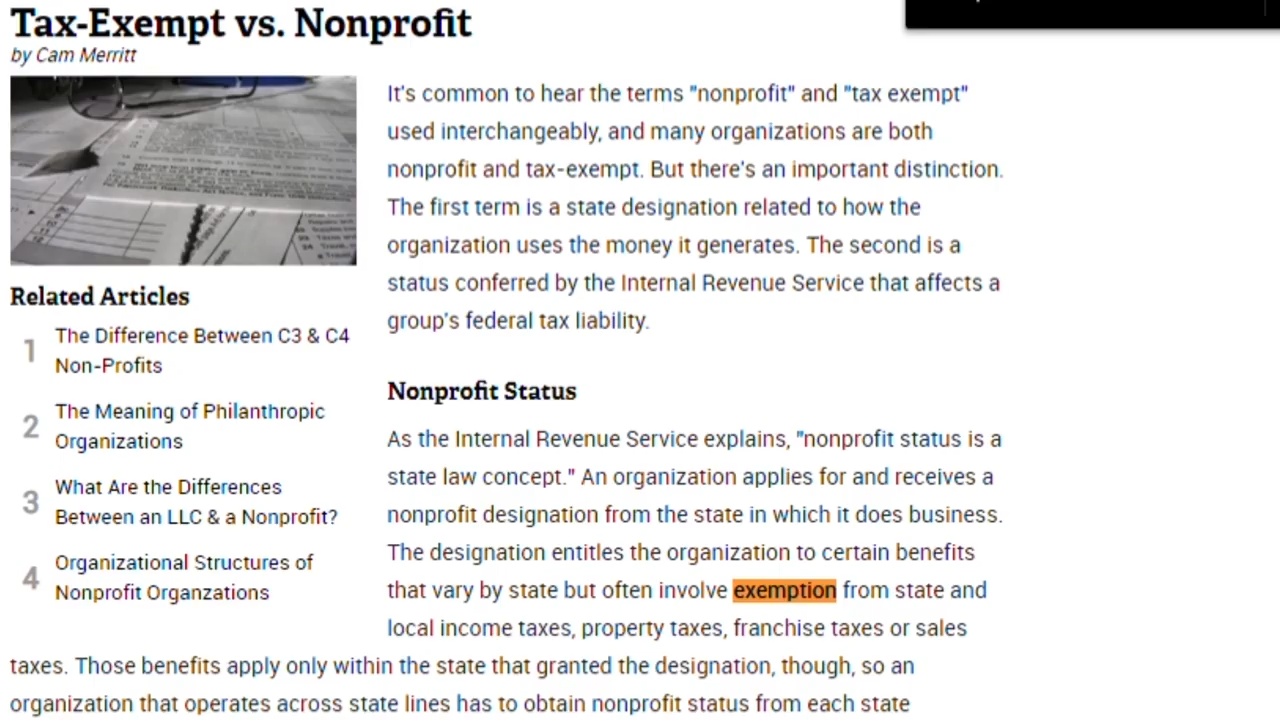 Tax-Exempt vs. Nonprofit
by Cam Merritt
It's common to hear the terms "nonprofit" and "tax exempt"
used interchangeably, and many organizations are both
nonprofit and tax-exempt. But there's an important distinction.
The first term is a state designation related to how the
organization uses the money it generates. The second is a
status conferred by the Internal Revenue Service that affects a
group's federal tax liability.
Related Articles
1
The Difference Between C3 & C4
Non-Profits
2
The Meaning of Philanthropic
Organizations
3
What Are the Differences
Between an LLC & a Nonprofit?
4
Organizational Structures of
Nonprofit Organzations
Nonprofit Status
As the Internal Revenue Service explains, "nonprofit status is a
state law concept." An organization applies for and receives a
nonprofit designation from the state in which it does business.
The designation entitles the organization to certain benefits
that vary by state but often involve exemption from state and
local income taxes, property taxes, franchise taxes or sales
taxes. Those benefits apply only within the state that granted the designation, though, so an
organization that operates across state lines has to obtain nonprofit status from each state